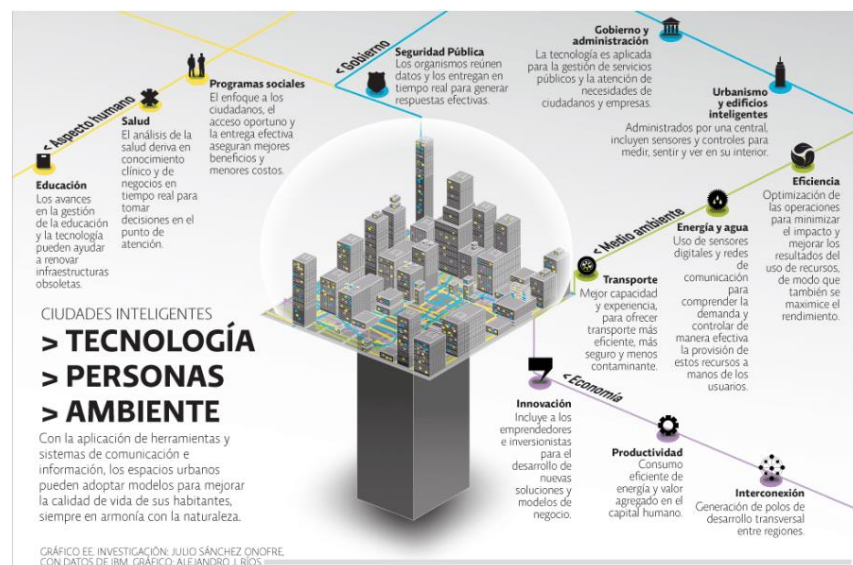 < Aspecto humano
Educación
Los avances
en la gestión
de la educación
y la tecnología
pueden ayudar
a renovar
infraestructuras
obsoletas.
Salud
El análisis de la
salud deriva en
conocimiento
clínico y de
negocios en
tiempo real para
tomar
decisiones en el
punto de
atención.
Programas sociales
El enfoque a los
ciudadanos, el
acceso oportuno y
la entrega efectiva
aseguran mejores
beneficios y
menores costos.
< Gobierno
Seguridad Pública
Los organismos reúnen
datos y los entregan en
tiempo real para generar
respuestas efectivas.
Gobierno y
administración
La tecnología es aplicada
para la gestión de servicios
públicos y la atención de
necesidades de
ciudadanos y empresas.
Urbanismo
y edificios
inteligentes
Administrados por una central,
incluyen sensores y controles para
medir, sentir y ver en su interior.
< Medio ambiente
Transporte
Mejor capacidad
y experiencia,
para ofrecer
transporte más
eficiente, más
seguro y menos
contaminante.
Energía y agua
Uso de sensores
digitales y redes
de
comunicación
para
comprender la
demanda y
controlar de
manera efectiva
la provisión de
estos recursos a
manos de los
usuarios.
Eficiencia
Optimización de
las operaciones
para minimizar
el impacto y
mejorar los
resultados del
uso de recursos,
de modo que
también se
maximice el
rendimiento.
< Economía
Innovación
Incluye a los
emprendedores
e inversionistas
para el
desarrollo de
nuevas
soluciones y
modelos de
negocio.
Productividad
Consumo
eficiente de
energía y valor
agregado en el
capital humano.
Interconexión
Generación de polos de
desarrollo transversal
entre regiones.
CIUDADES INTELIGENTES
> TECNOLOGÍA
> PERSONAS
> AMBIENTE
Con la aplicación de herramientas y
sistemas de comunicación e
información, los espacios urbanos
pueden adoptar modelos para mejorar
la calidad de vida de sus habitantes,
siempre en armonía con la naturaleza.
GRÁFICO EE. INVESTIGACIÓN: JULIO SÁNCHEZ ONOFRE,
CON DATOS DE IBM. GRÁFICO: ALEJANDRO J. RÍOS